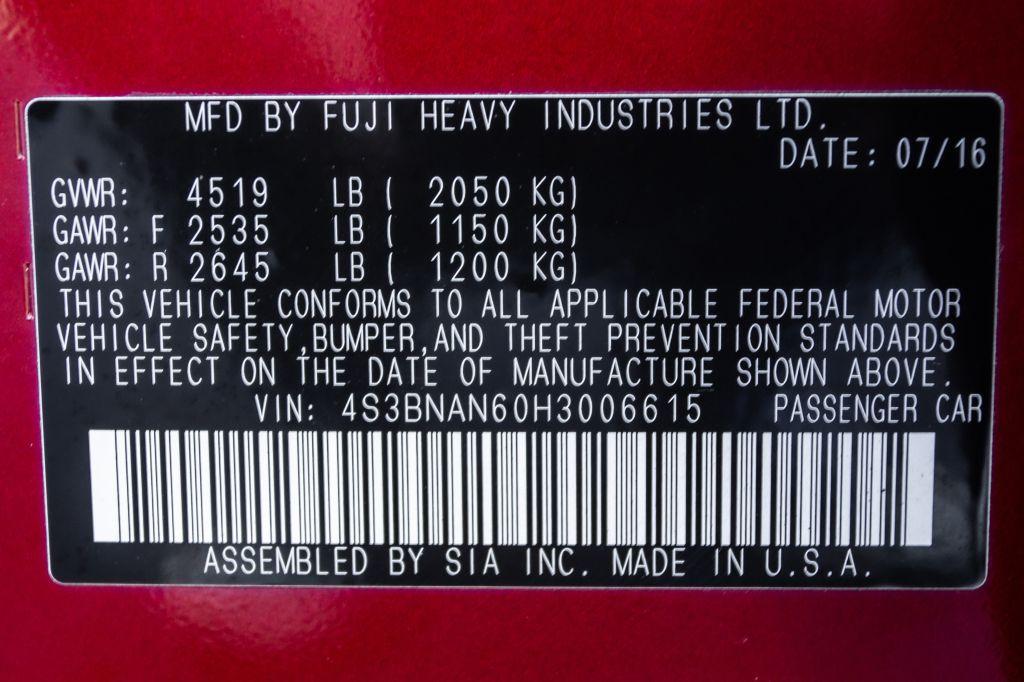 MFD BY FUJI HEAVY INDUSTRIES LTD.
DATE: 07/16
GVWR: 4519 LB ( 2050 KG)
GAWR: F 2535 LB ( 1150 KG)
GAWR: R 2645 LB ( 1200 KG)
THIS VEHICLE CONFORMS TO ALL APPLICABLE FEDERAL MOTOR
VEHICLE SAFETY,BUMPER,AND THEFT PREVENTION STANDARDS
IN EFFECT ON THE DATE OF MANUFACTURE SHOWN ABOVE.
VIN: 4S3BNAN60H3006615 PASSENGER CAR
ASSEMBLED BY SIA INC. MADE IN U.S.A.